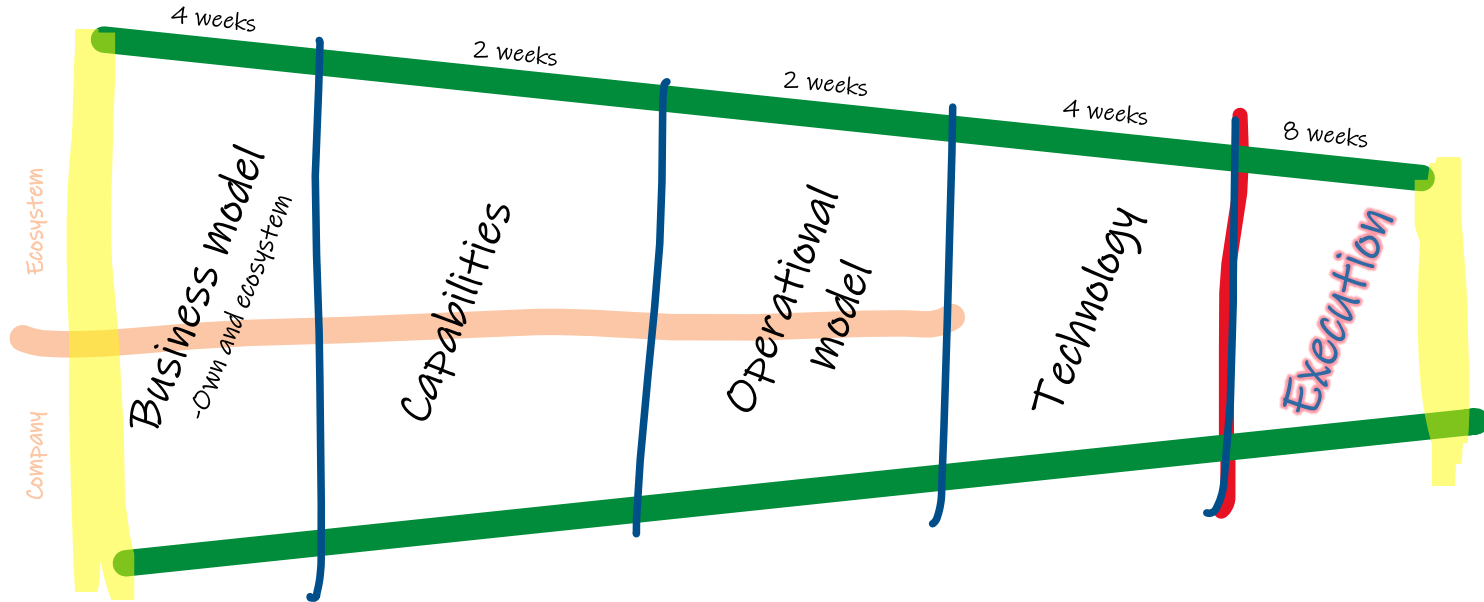 4 weeks
2 weeks
2 weeks
4 weeks
8 weeks
Ecosystem
Company
Business model
-Own and ecosystem
Capabilities
Operational
model
Technology
Execution